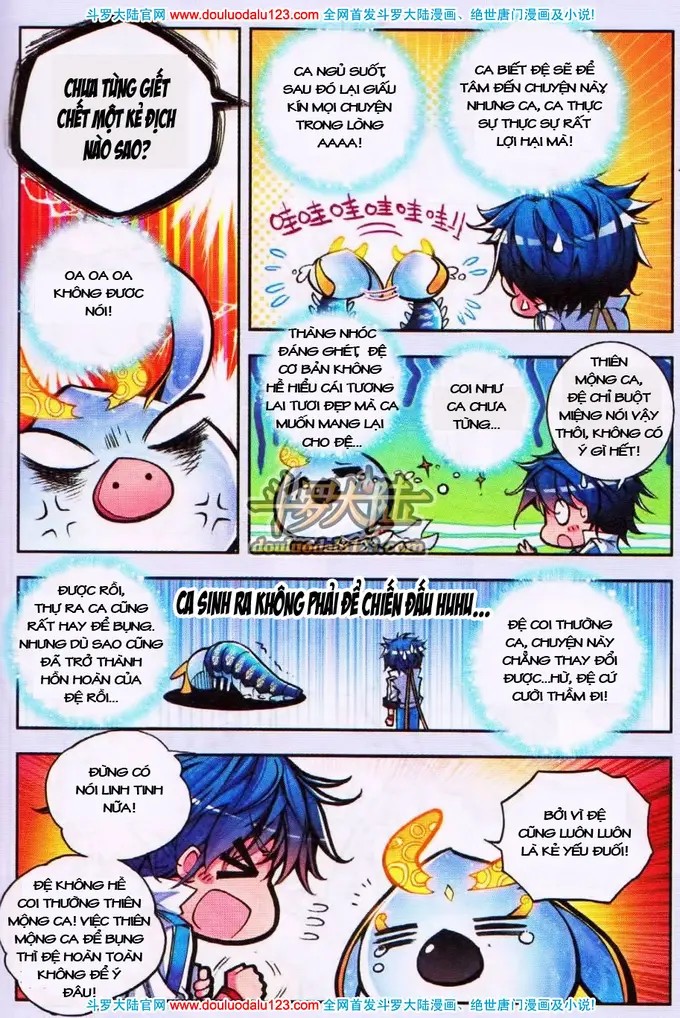 斗罗大陆官网 www.douluodalu123.com 全网首发斗罗大陆漫画、绝世唐门漫画及小说!
CHƯA TỪNG GIẾT
CHẾT MỘT KẺ ĐỊCH
NÀO SAO?
CA NGỦ SUỐT,
SAU ĐÓ LẠI GIẤU
KÍN MỌI CHUYỆN
TRONG LÒNG
AAAA!
CA BIẾT ĐỆ SẼ ĐỂ
TÂM ĐẾN CHUYỆN NÀY.
NHƯNG CA, CA THỰC
SỰ THỰC SỰ RẤT
LỢI HẠI MÀ!
哇哇哇哇哇哇!!
OA OA OA
KHÔNG ĐƯƠC
NÓI!
THẰNG NHÓC
ĐÁNG GHÉT, ĐỆ
CƠ BẢN KHÔNG
HỀ HIỂU CÁI TƯƠNG
LAI TƯƠI ĐẸP MÀ CA
MUỐN MANG LẠI
CHO ĐỆ...
COI NHƯ
CA CHƯA
TỪNG...
THIÊN
MỘNG CA,
ĐỆ CHỈ BUỘT
MIỆNG NÓI VẬY
THÔI, KHÔNG CÓ
Ý GÌ HẾT!
斗罗大陆
douluodalu123.com
ĐƯỢC RỒI,
THỰ RA CA CŨNG
RẤT HAY ĐỂ BỤNG.
NHƯNG DÙ SAO CŨNG
ĐÃ TRỞ THÀNH
HỒN HOÀN CỦA
ĐỆ RỒI...
CA SINH RA KHÔNG PHẢI ĐỂ CHIẾN ĐẤU HUHU...
ĐỆ COI THƯỜNG
CA, CHUYỆN NÀY
CHẲNG THAY ĐỔI
ĐƯỢC...HỪ, ĐỆ CỨ
CƯỜI THẦM ĐI!
ĐỪNG CÓ
NÓI LINH TINH
NỮA!
BỞI VÌ ĐỆ
CŨNG LUÔN LUÔN
LÀ KẺ YẾU ĐUỐI!
ĐỆ KHÔNG HỀ
COI THƯỜNG THIÊN
MỘNG CA! VIỆC THIÊN
MỘNG CA ĐỂ BỤNG
THÌ ĐỆ HOÀN TOÀN
KHÔNG ĐỂ Ý
ĐÂU!
斗罗大陆官网 www.douluodalu123.com 全网首发斗罗大陆漫画、绝世唐门漫画及小说!